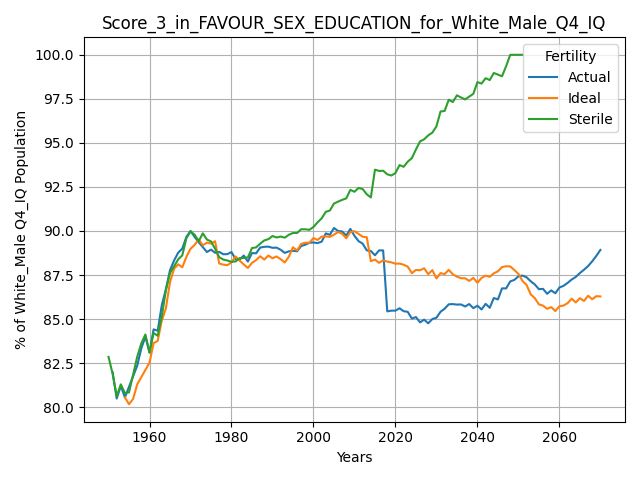 Score_3_in_FAVOUR_SEX_EDUCATION_for_White_Male_Q4_IQ
Fertility
Actual
Ideal
Sterile
% of White_Male Q4_IQ Population
100.0
97.5
95.0
92.5
90.0
87.5
85.0
82.5
80.0
1960 1980 2000 2020 2040 2060
Years